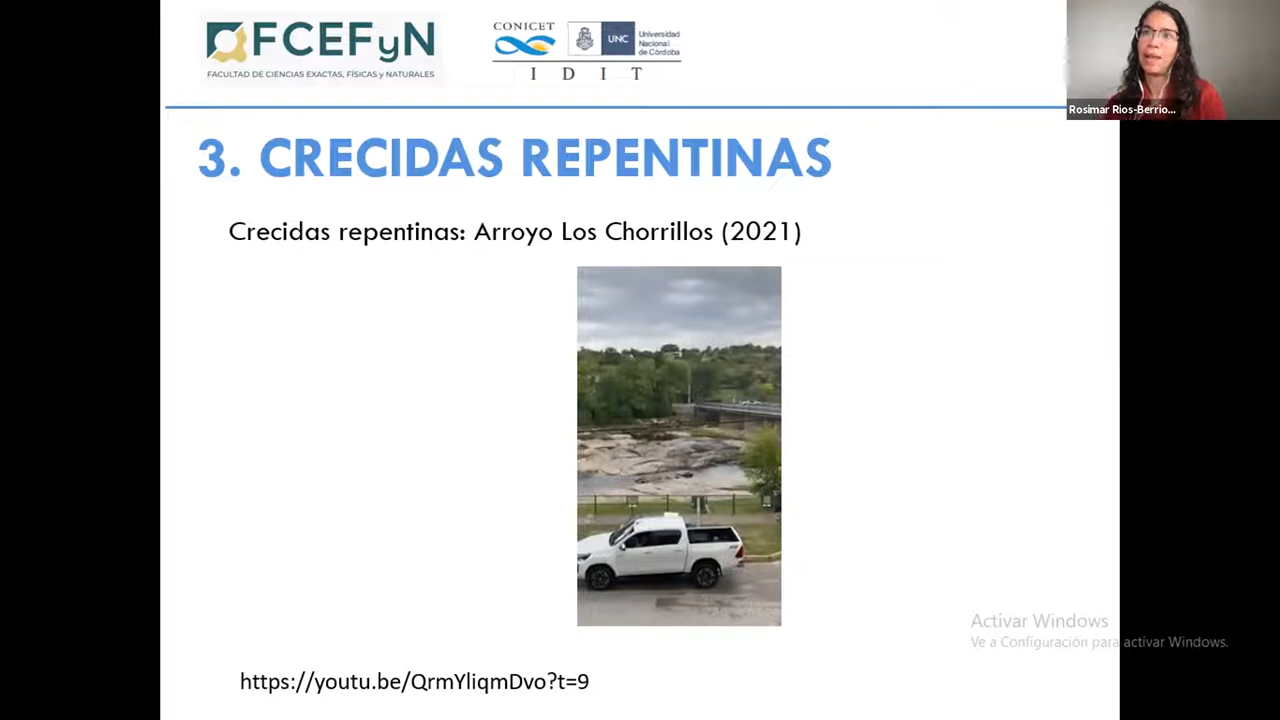 FCEFyN
FACULTAD DE CIENCIAS EXACTAS, FÍSICAS y NATURALES
CONICET
UNC
Universidad
Nacional
de Córdoba
I D I T
Rosimar Rios-Berrio...
3. CRECIDAS REPENTINAS
Crecidas repentinas: Arroyo Los Chorrillos (2021)
Activar Windows
Ve a Configuración para activar Windows.
https://youtu.be/QrmYliqmDvo?t=9